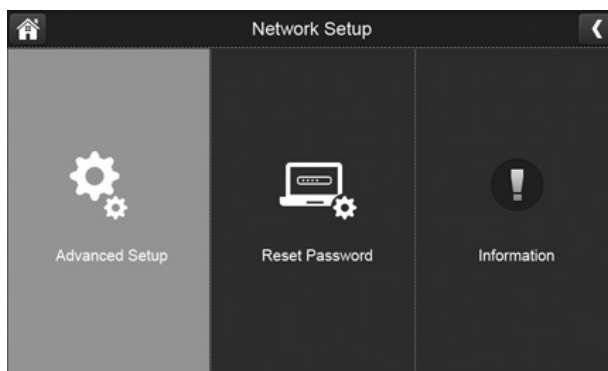 Network Setup
Advanced Setup
Reset Password
Information